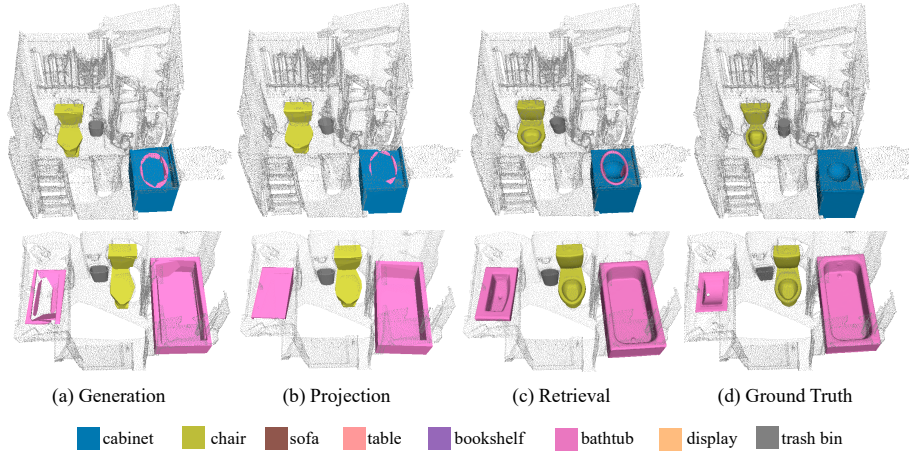 (a) Generation (b) Projection (c) Retrieval (d) Ground Truth
cabinet chair sofa table bookshelf bathtub display trash bin